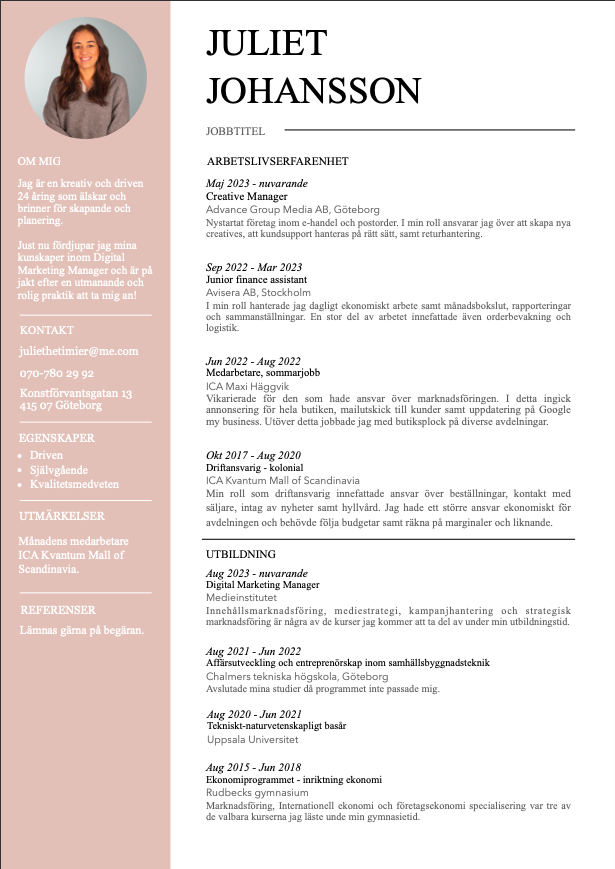 JULIET
JOHANSSON
JOBBTITEL
OM MIG
Jag är en kreativ och driven
24 åring som älskar och
brinner för skapande och
planering.
Just nu fördjupar jag mina
kunskaper inom Digital
Marketing Manager och är på
jakt efter en utmanande och
rolig praktik att ta mig an!
KONTAKT
juliethetimier@me.com
070-780 29 92
Konstförvantsgatan 13
415 07 Göteborg
EGENSKAPER
• Driven
• Självgående
• Kvalitetsmedveten
UTMÄRKELSER
Månadens medarbetare
ICA Kvantum Mall of
Scandinavia.
REFERENSER
Lämnas gärna på begäran.
ARBETSLIVSERFARENHET
Maj 2023 - nuvarande
Creative Manager
Advance Group Media AB, Göteborg
Nystartat företag inom e-handel och postorder. I min roll ansvarar jag över att skapa nya
creatives, att kundsupport hanteras på rätt sätt, samt returhantering.
Sep 2022 - Mar 2023
Junior finance assistant
Avisera AB, Stockholm
I min roll hanterade jag dagligt ekonomiskt arbete samt månadsbokslut, rapporteringar
och sammanställningar. En stor del av arbetet innefattade även orderbevakning och
logistik.
Jun 2022 - Aug 2022
Medarbetare, sommarjobb
ICA Maxi Häggvik
Vikarierade för den som hade ansvar över marknadsföringen. I detta ingick
annonsering för hela butiken, mailutskick till kunder samt uppdatering på Google
my business. Utöver detta jobbade jag med butiksplock på diverse avdelningar.
Okt 2017 - Aug 2020
Driftansvarig - kolonial
ICA Kvantum Mall of Scandinavia
Min roll som driftansvarig innefattade ansvar över beställningar, kontakt med
säljare, intag av nyheter samt hyllvård. Jag hade ett större ansvar ekonomiskt för
avdelningen och behövde följa budgetar samt räkna på marginaler och liknande.
UTBILDNING
Aug 2023 - nuvarande
Digital Marketing Manager
Medieinstitutet
Innehållsmarknadsföring, mediestrategi, kampanjhantering och strategisk
marknadsföring är några av de kurser jag kommer att ta del av under min utbildningstid.
Aug 2021 - Jun 2022
Affärsutveckling och entreprenörskap inom samhällsbyggnadsteknik
Chalmers tekniska högskola, Göteborg
Avslutade mina studier då programmet inte passade mig.
Aug 2020 - Jun 2021
Tekniskt-naturvetenskapligt basår
Uppsala Universitet
Aug 2015 - Jun 2018
Ekonomiprogrammet - inriktning ekonomi
Rudbecks gymnasium
Marknadsföring, Internationell ekonomi och företagsekonomi specialisering var tre av
de valbara kurserna jag läste unde min gymnasietid.